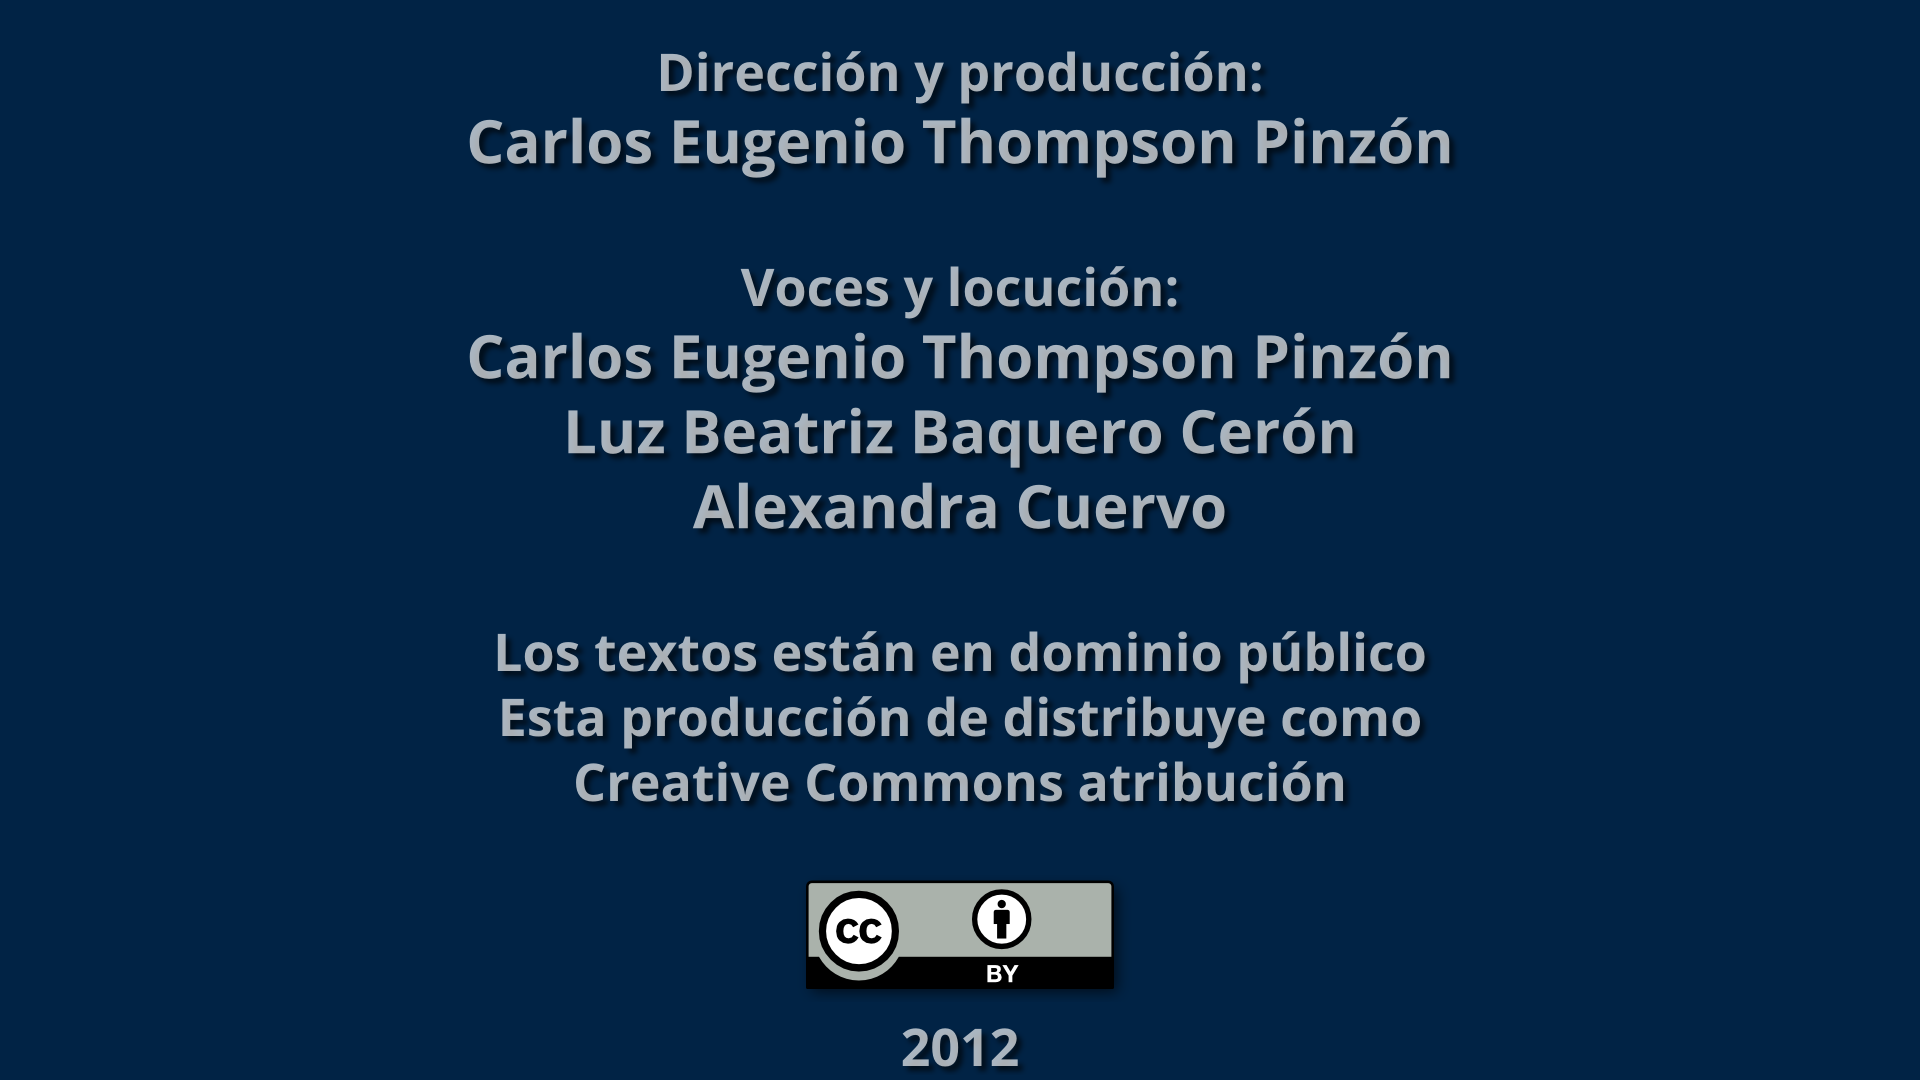 Dirección y producción:
Carlos Eugenio Thompson Pinzón
Voces y locución:
Carlos Eugenio Thompson Pinzón
Luz Beatriz Baquero Cerón
Alexandra Cuervo
Los textos están en dominio público
Esta producción de distribuye como
Creative Commons atribución
cc
BY
2012